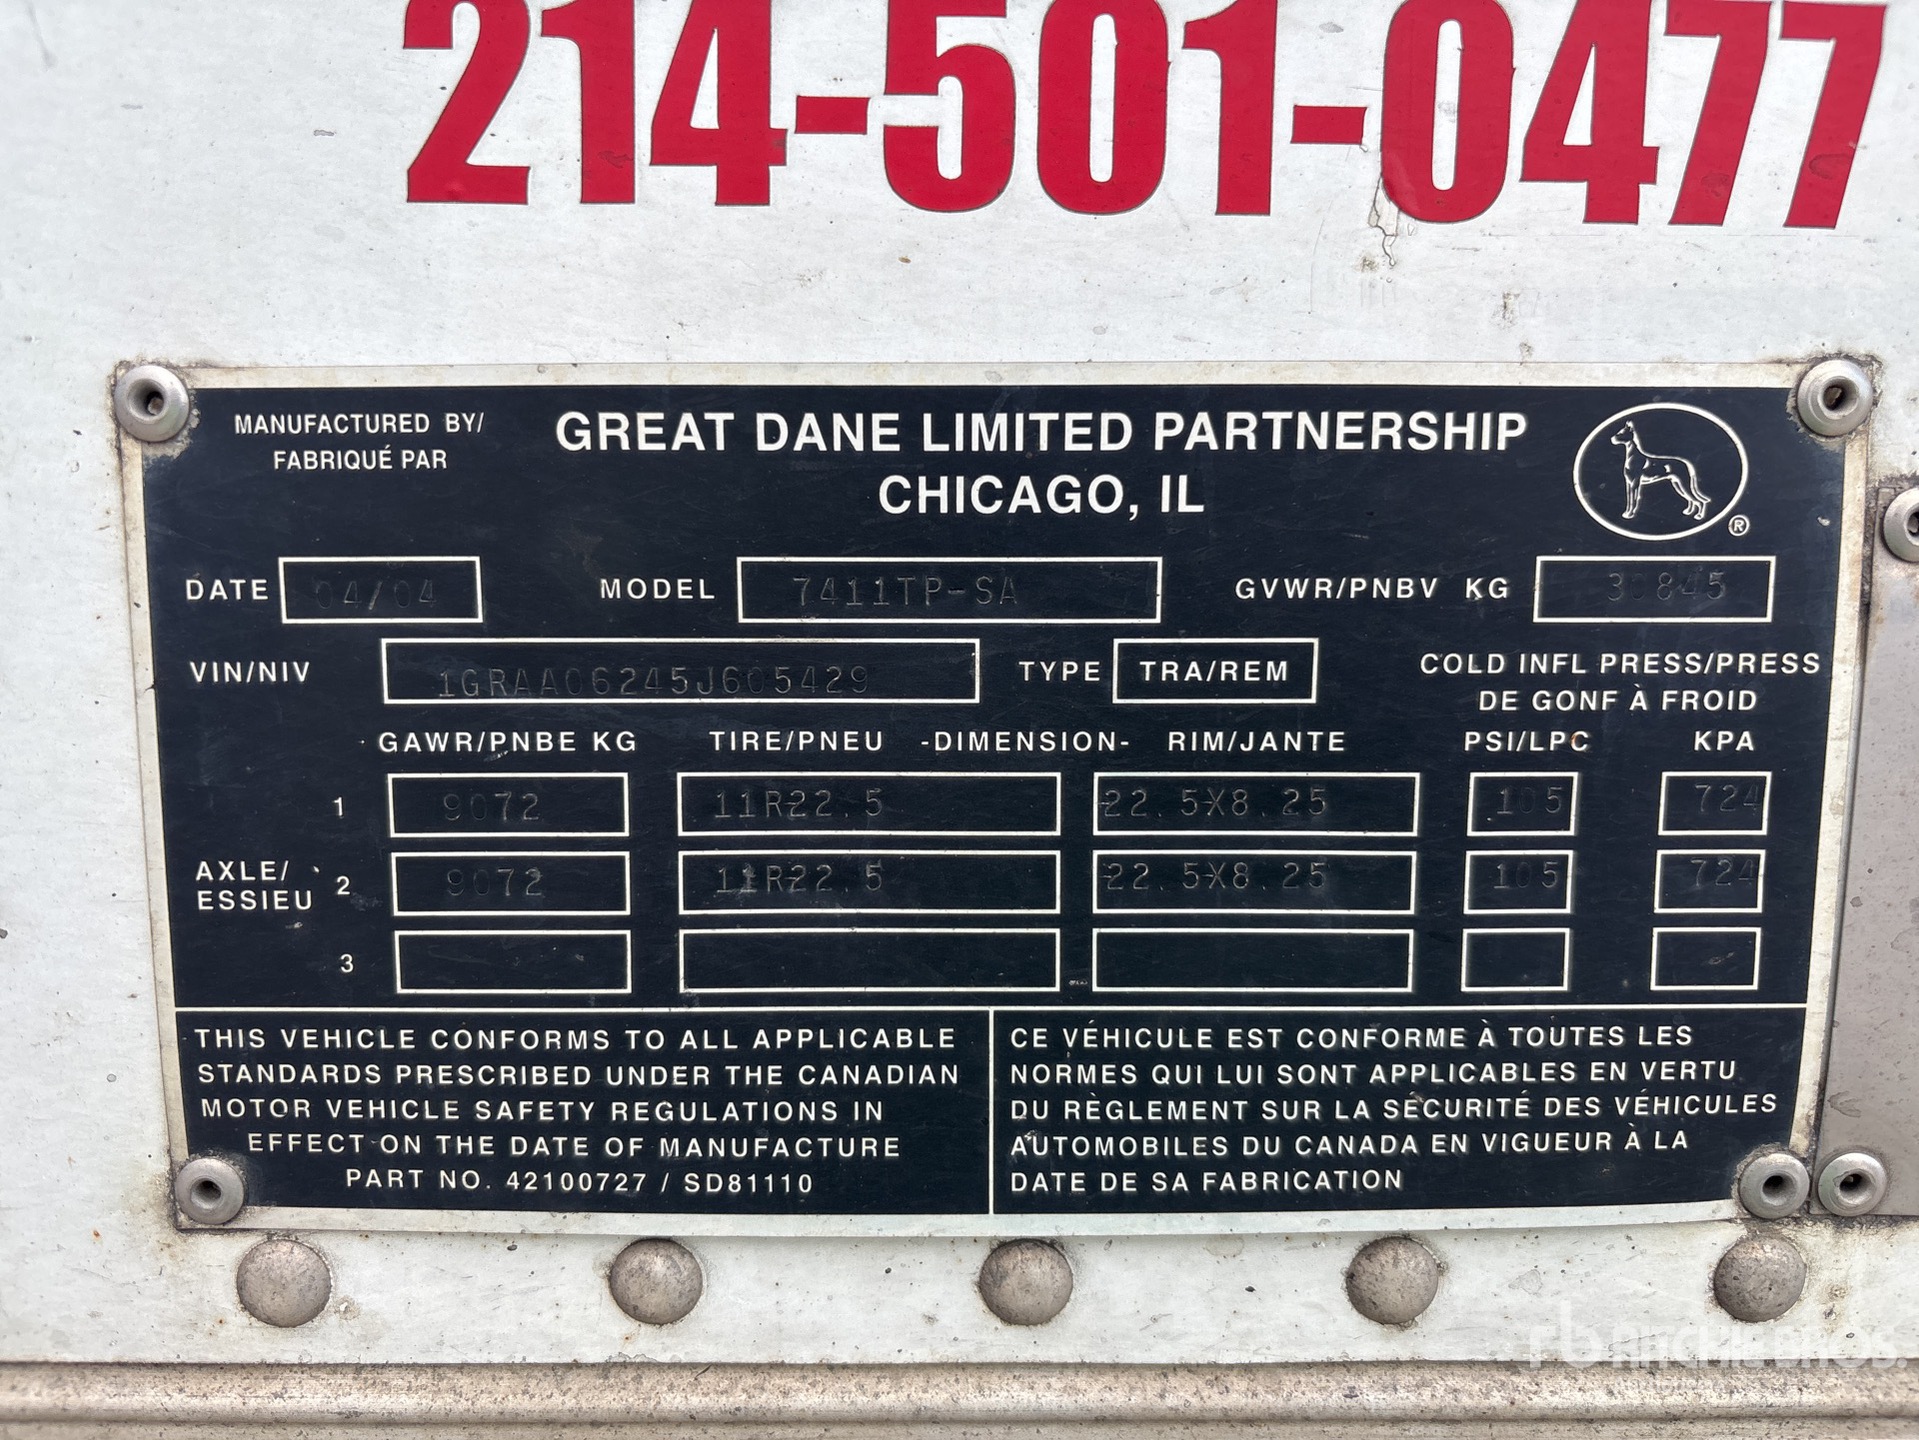 214-501-0477
MANUFACTURED BY/
FABRIQUÉ PAR
GREAT DANE LIMITED PARTNERSHIP
CHICAGO, IL
®
DATE 04/04 MODEL 7411TP-SA GVWR/PNBV KG 30845
VIN/NIV 1GRAA06245J605429 TYPE TRA/REM
COLD INFL PRESS/PRESS
DE GONF À FROID
GAWR/PNBE KG TIRE/PNEU -DIMENSION- RIM/JANTE PSI/LPC KPA
1 9072 11R22.5 22.5X8.25 105 724
AXLE/
ESSIEU
2 9072 11R22.5 22.5X8.25 105 724
3
THIS VEHICLE CONFORMS TO ALL APPLICABLE
STANDARDS PRESCRIBED UNDER THE CANADIAN
MOTOR VEHICLE SAFETY REGULATIONS IN
EFFECT ON THE DATE OF MANUFACTURE
PART NO. 42100727 / SD81110
CE VÉHICULE EST CONFORME À TOUTES LES
NORMES QUI LUI SONT APPLICABLES EN VERTU
DU RÈGLEMENT SUR LA SÉCURITÉ DES VÉHICULES
AUTOMOBILES DU CANADA EN VIGUEUR À LA
DATE DE SA FABRICATION
rb RITCHIE BROS.